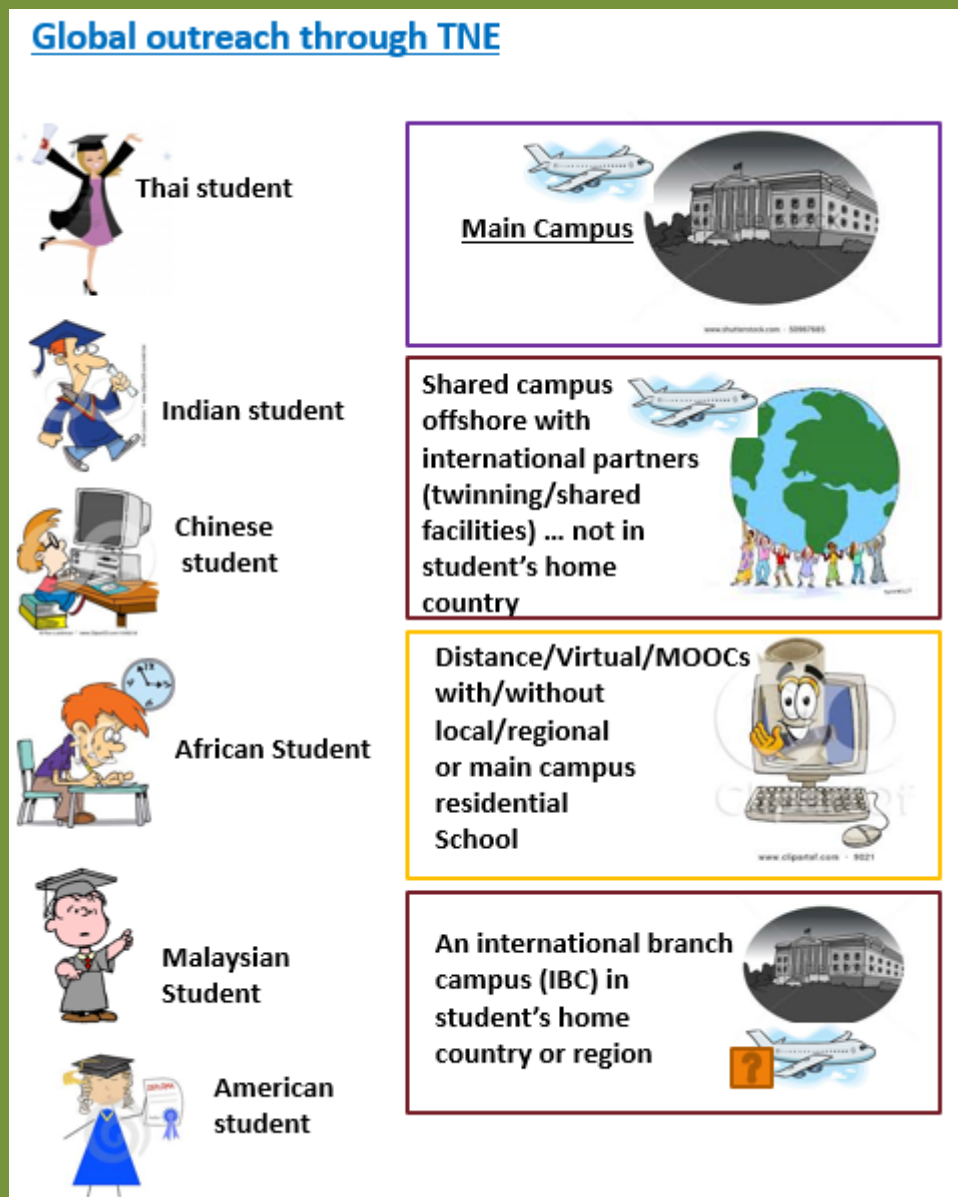 Global outreach through TNE
Thai student
Indian student
Chinese
student
African Student
Malaysian
Student
American
student
Main Campus
www.shutterstock.com · 50967685
Shared campus
offshore with
international partners
(twinning/shared
facilities) ... not in
student's home
country
Distance/Virtual/MOOCs
with/without
local/regional
or main campus
residential
School
www.clipartof.com · 9021
An international branch
campus (IBC) in
student's home
country or region
?
DIPLOMA